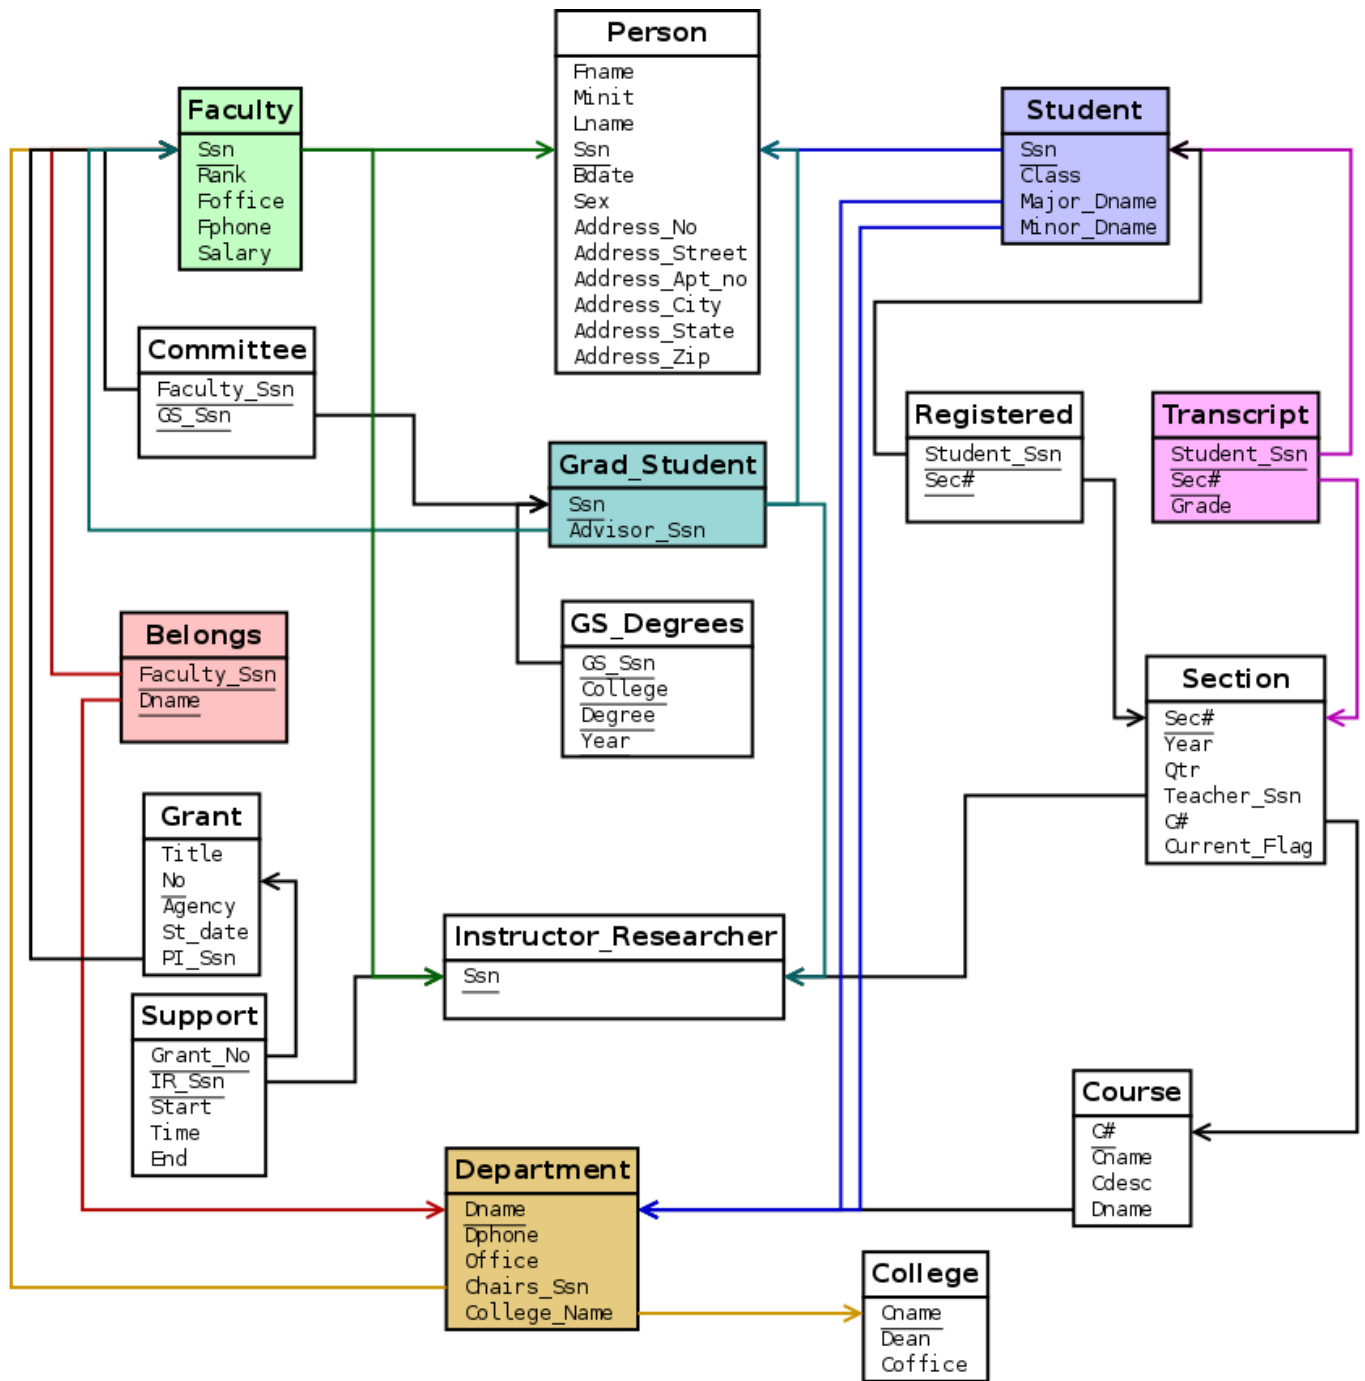 Person
Fname
Minit
Lname
Ssn
Bdate
Sex
Address_No
Address_Street
Address_Apt_no
Address_City
Address_State
Address_Zip
Faculty
Ssn
Rank
Foffice
Fphone
Salary
Student
Ssn
Class
Major_Dname
Minor_Dname
Committee
Faculty_Ssn
GS_Ssn
Grad_Student
Ssn
Advisor_Ssn
Registered
Student_Ssn
Sec#
Transcript
Student_Ssn
Sec#
Grade
Belongs
Faculty_Ssn
Dname
GS_Degrees
GS_Ssn
College
Degree
Year
Section
Sec#
Year
Qtr
Teacher_Ssn
C#
Current_Flag
Grant
Title
No
Agency
St_date
PI_Ssn
Instructor_Researcher
Ssn
Support
Grant_No
IR_Ssn
Start
Time
End
Course
C#
Cname
Cdesc
Dname
Department
Dname
Dphone
Office
Chairs_Ssn
College_Name
College
Cname
Dean
Coffice